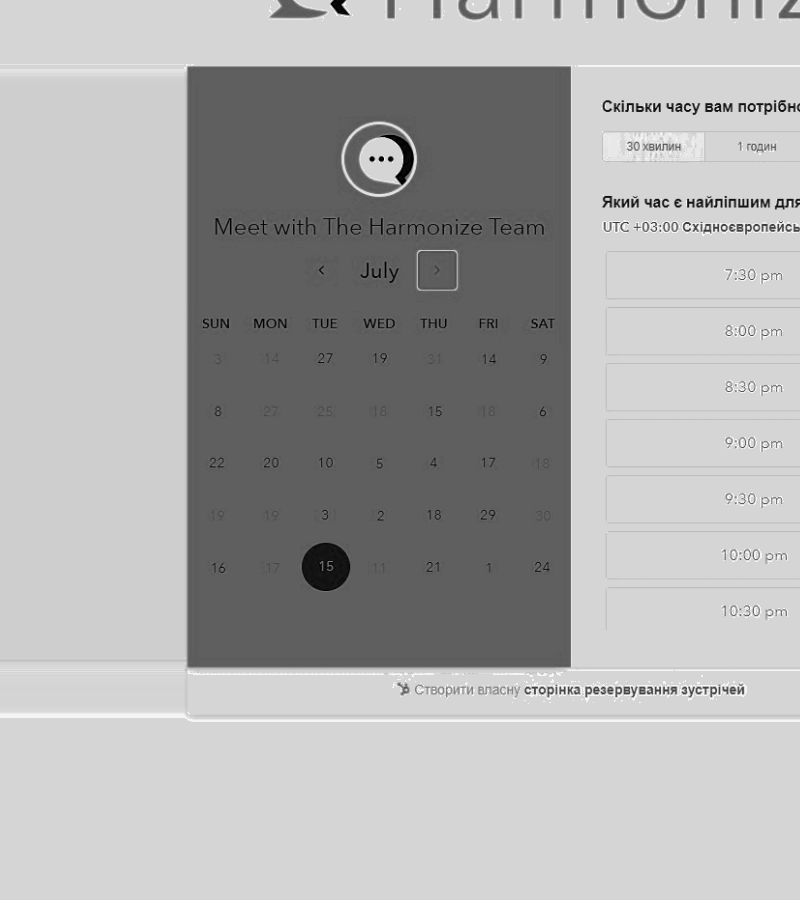 Harmoniz
Meet with The Harmonize Team
July
SUN MON TUE WED THU FRI SAT
3 14 27 19 31 14 9
8 27 25 18 15 18 6
22 20 10 5 4 17 18
19 19 3 2 18 29 30
16 17 15 11 21 1 24
Скільки часу вам потрібно
30 хвилин 1 годин
Який час є найліпшим для
UTC +03:00 Східноєвропейсь
7:30 pm
8:00 pm
8:30 pm
9:00 pm
9:30 pm
10:00 pm
10:30 pm
Створити власну сторінка резервування зустрічей